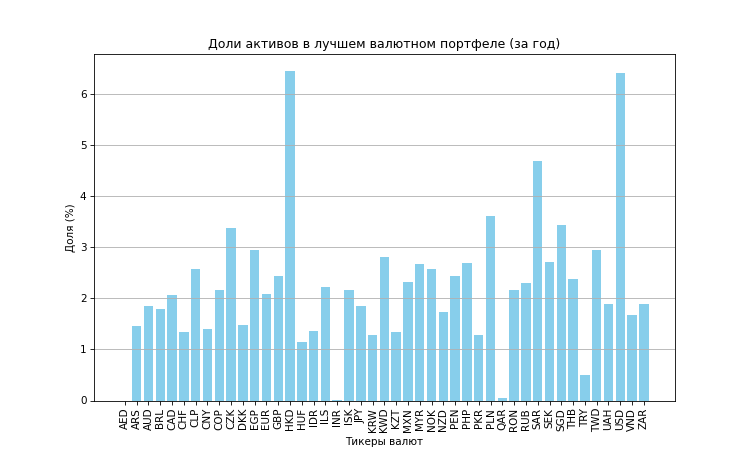 Доли активов в лучшем валютном портфеле (за год)
Доля (%)
6
5
4
3
2
1
0
AED ARS AUD BRL CAD CHF CLP CNY COP CZK DKK EGP EUR GBP HKD HUF IDR ILS INR ISK JPY KRW KWD KZT MXN MYR NOK NZD PEN PHP PKR PLN QAR RON RUB SAR SEK SGD THB TRY TWD UAH USD VND ZAR
Тикеры валют